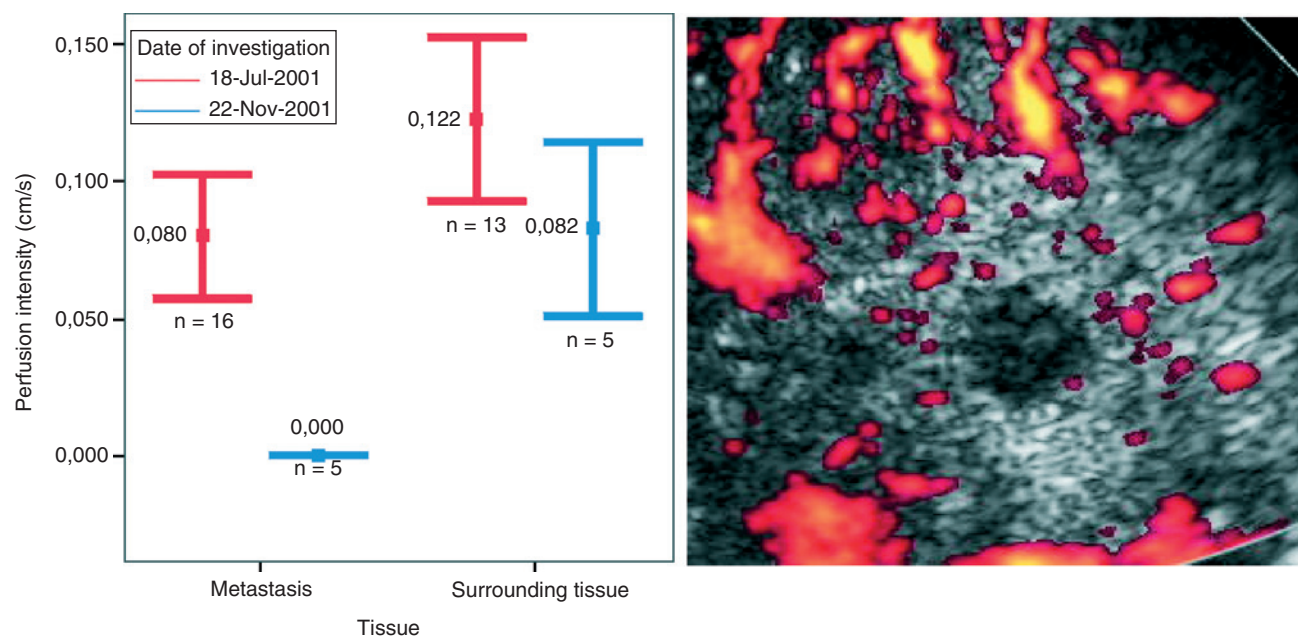 0,150
0,100
0,050
0,000
Perfusion intensity (cm/s)
Date of investigation
18-Jul-2001
22-Nov-2001
0,080
n = 16
0,000
n = 5
0,122
n = 13
0,082
n = 5
Metastasis
Surrounding tissue
Tissue